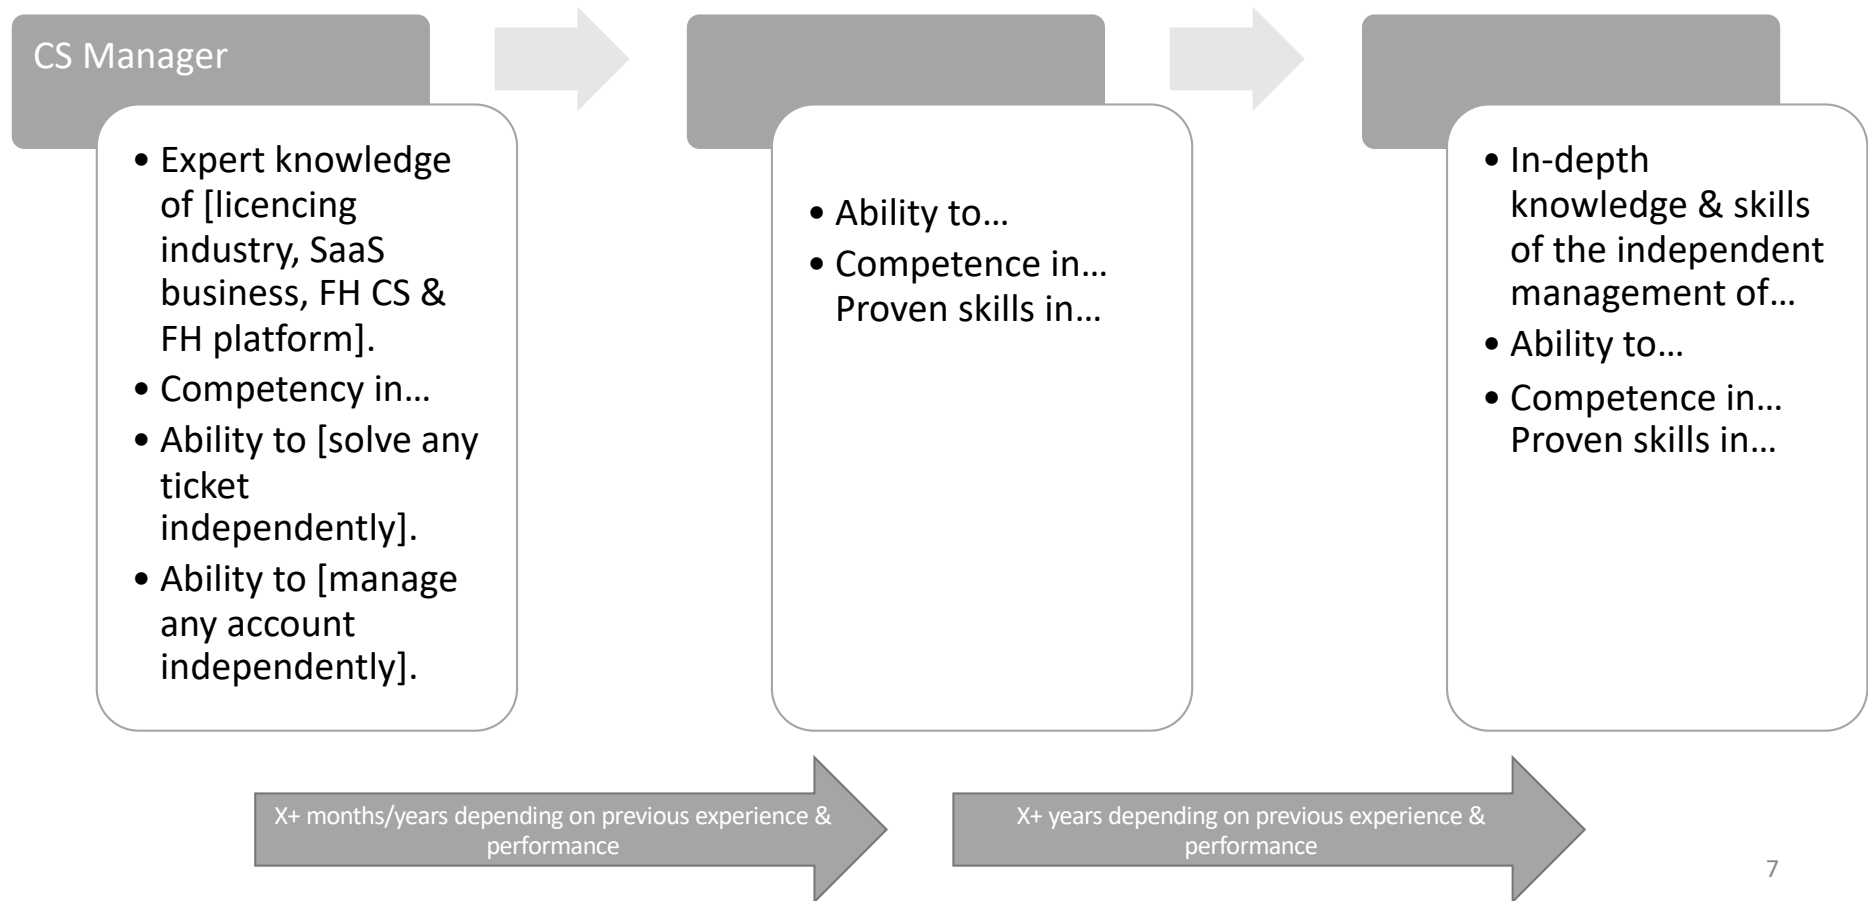 CS Manager
• Expert knowledge
of [licencing
industry, SaaS
business, FH CS &
FH platform].
• Competency in…
• Ability to [solve any
ticket
independently].
• Ability to [manage
any account
independently].
• Ability to…
• Competence in…
Proven skills in…
• In-depth
knowledge & skills
of the independent
management of…
• Ability to…
• Competence in…
Proven skills in…
X+ months/years depending on previous experience &
performance
X+ years depending on previous experience &
performance
7